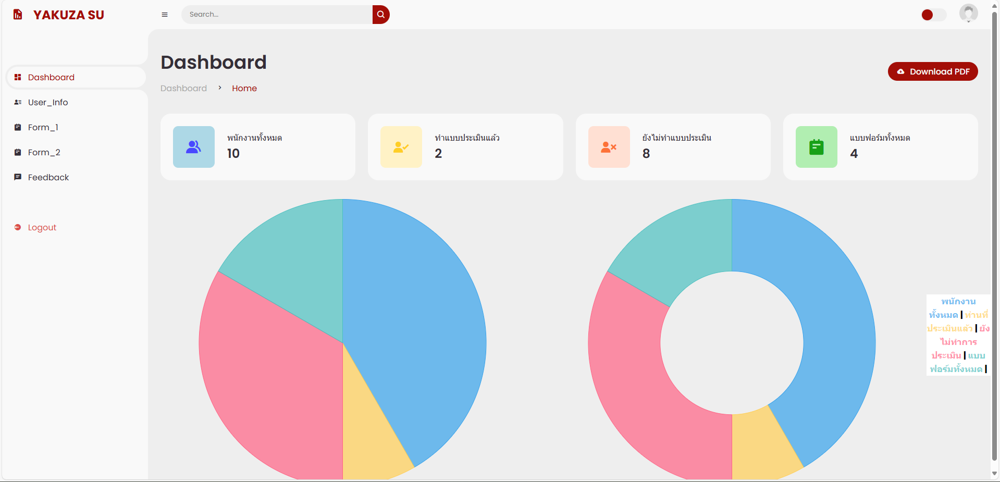 YAKUZA SU
Search...
Dashboard
User_Info
Form_1
Form_2
Feedback
Logout
Dashboard
Dashboard > Home
Download PDF
พนักงานทั้งหมด
10
ทำแบบประเมินแล้ว
2
ยังไม่ทำแบบประเมิน
8
แบบฟอร์มทั้งหมด
4
พนักงาน
ทั้งหมด | ท่านที่
ประเมินแล้ว | ยัง
ไม่ทำการ
ประเมิน | แบบ
ฟอร์มทั้งหมด |